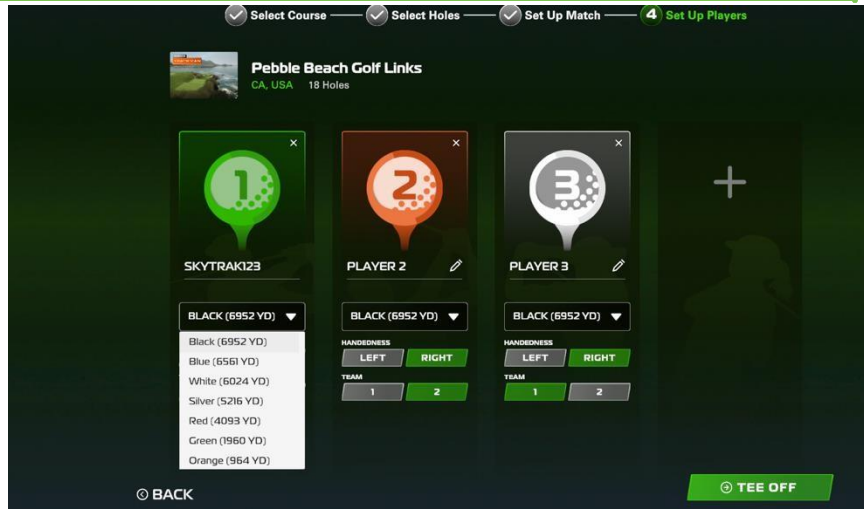 Select Course
Select Holes
Set Up Match
4 Set Up Players
Pebble Beach Golf Links
CA, USA 18 Holes
1
2
3
SKYTRAK123
PLAYER 2
PLAYER 3
BLACK (6952 YD)
BLACK (6952 YD)
BLACK (6952 YD)
Black (6952 YD)
Blue (6561 YD)
White (6024 YD)
Silver (5216 YD)
Red (4093 YD)
Green (1960 YD)
Orange (964 YD)
HANDEDNESS
LEFT RIGHT
TEAM
1 2
HANDEDNESS
LEFT RIGHT
TEAM
1 2
BACK
TEE OFF